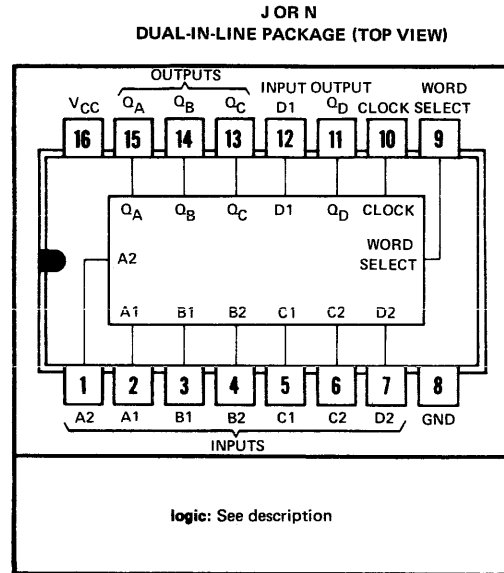 J OR N
DUAL-IN-LINE PACKAGE (TOP VIEW)
OUTPUTS
INPUT OUTPUT WORD
VCC QA QB QC D1 QD CLOCK SELECT
16 15 14 13 12 11 10 9
QA QB QC D1 QD CLOCK
A2 WORD
SELECT
A1 B1 B2 C1 C2 D2
1 2 3 4 5 6 7 8
A2 A1 B1 B2 C1 C2 D2 GND
INPUTS
logic: See description